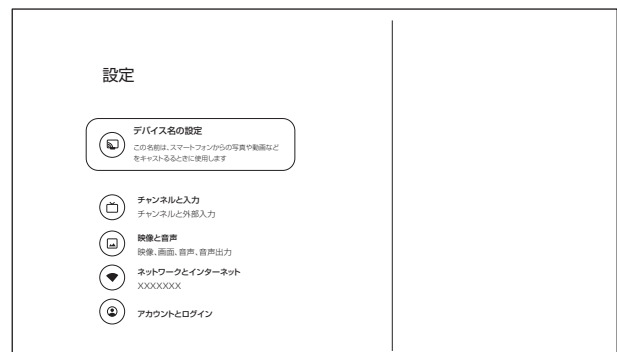 設定
デバイス名の設定
この名前は、スマートフォンからの写真や動画など
をキャストるるときに使用します
チャンネルと入力
チャンネルと外部入力
映像と音声
映像、画面、音声、音声出力
ネットワークとインターネット
XXXXXXX
アカウントとログイン